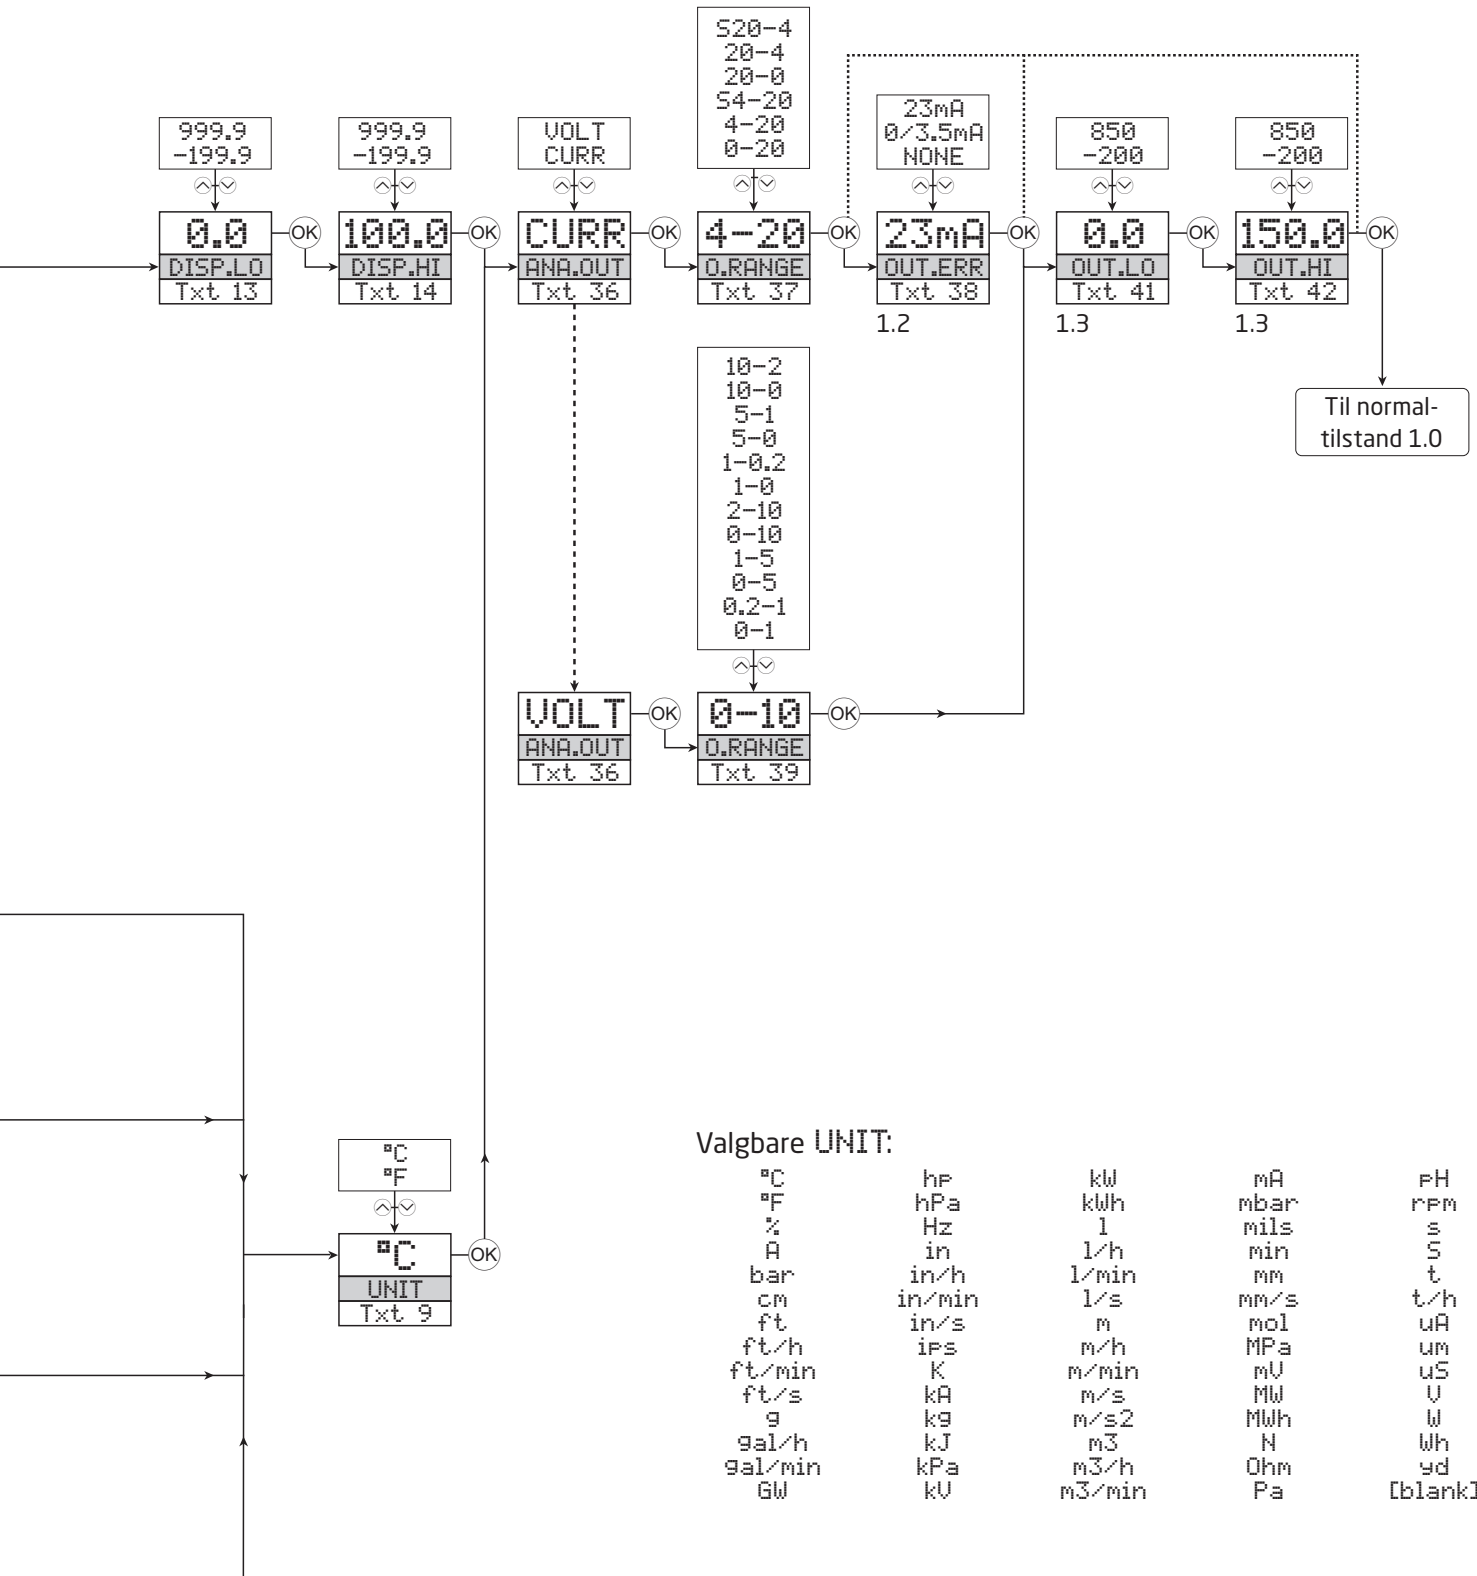 S20-4
20-4
20-0
S4-20
4-20
0-20
999.9
-199.9
999.9
-199.9
VOLT
CURR
23mA
0/3.5mA
NONE
850
-200
850
-200
0.0 OK 100.0 OK CURR OK 4-20 OK 23mA OK 0.0 OK 150.0 OK
DISP.LO DISP.HI ANA.OUT O.RANGE OUT.ERR OUT.LO OUT.HI
Txt 13 Txt 14 Txt 36 Txt 37 Txt 38 Txt 41 Txt 42
1.2 1.3 1.3
Til normal-
tilstand 1.0
10-2
10-0
5-1
5-0
1-0.2
1-0
2-10
0-10
1-5
0-5
0.2-1
0-1
VOLT OK 0-10 OK
ANA.OUT O.RANGE
Txt 36 Txt 39
°C
°F
°C OK
UNIT
Txt 9
Valgbare UNIT:
°C hp kW mA pH
°F hPa kWh mbar rpm
% Hz l mils s
A in l/h min S
bar in/h l/min mm t
cm in/min l/s mm/s t/h
ft in/s m mol uA
ft/h ips m/h MPa um
ft/min K m/min mV uS
ft/s kA m/s MW V
g kg m/s2 MWh W
gal/h kJ m3 N Wh
gal/min kPa m3/h Ohm yd
GW kV m3/min Pa [blank]